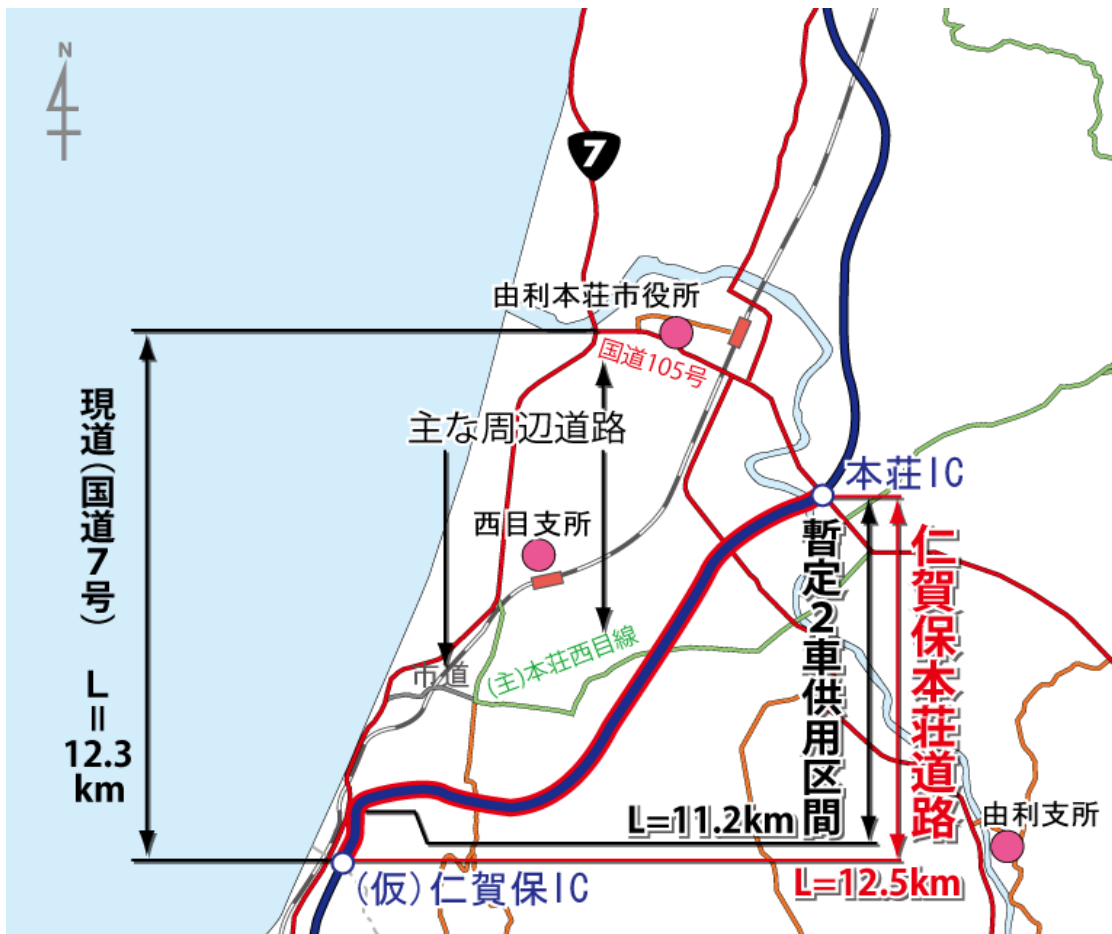 N
7
由利本荘市役所
国道105号
主な周辺道路
現道(国道7号) L=12.3km
本荘IC
西目支所
市道
(主)本荘西目線
暫定2車供用区間
L=11.2km
仁賀保本荘道路
L=12.5km
由利支所
(仮)仁賀保IC